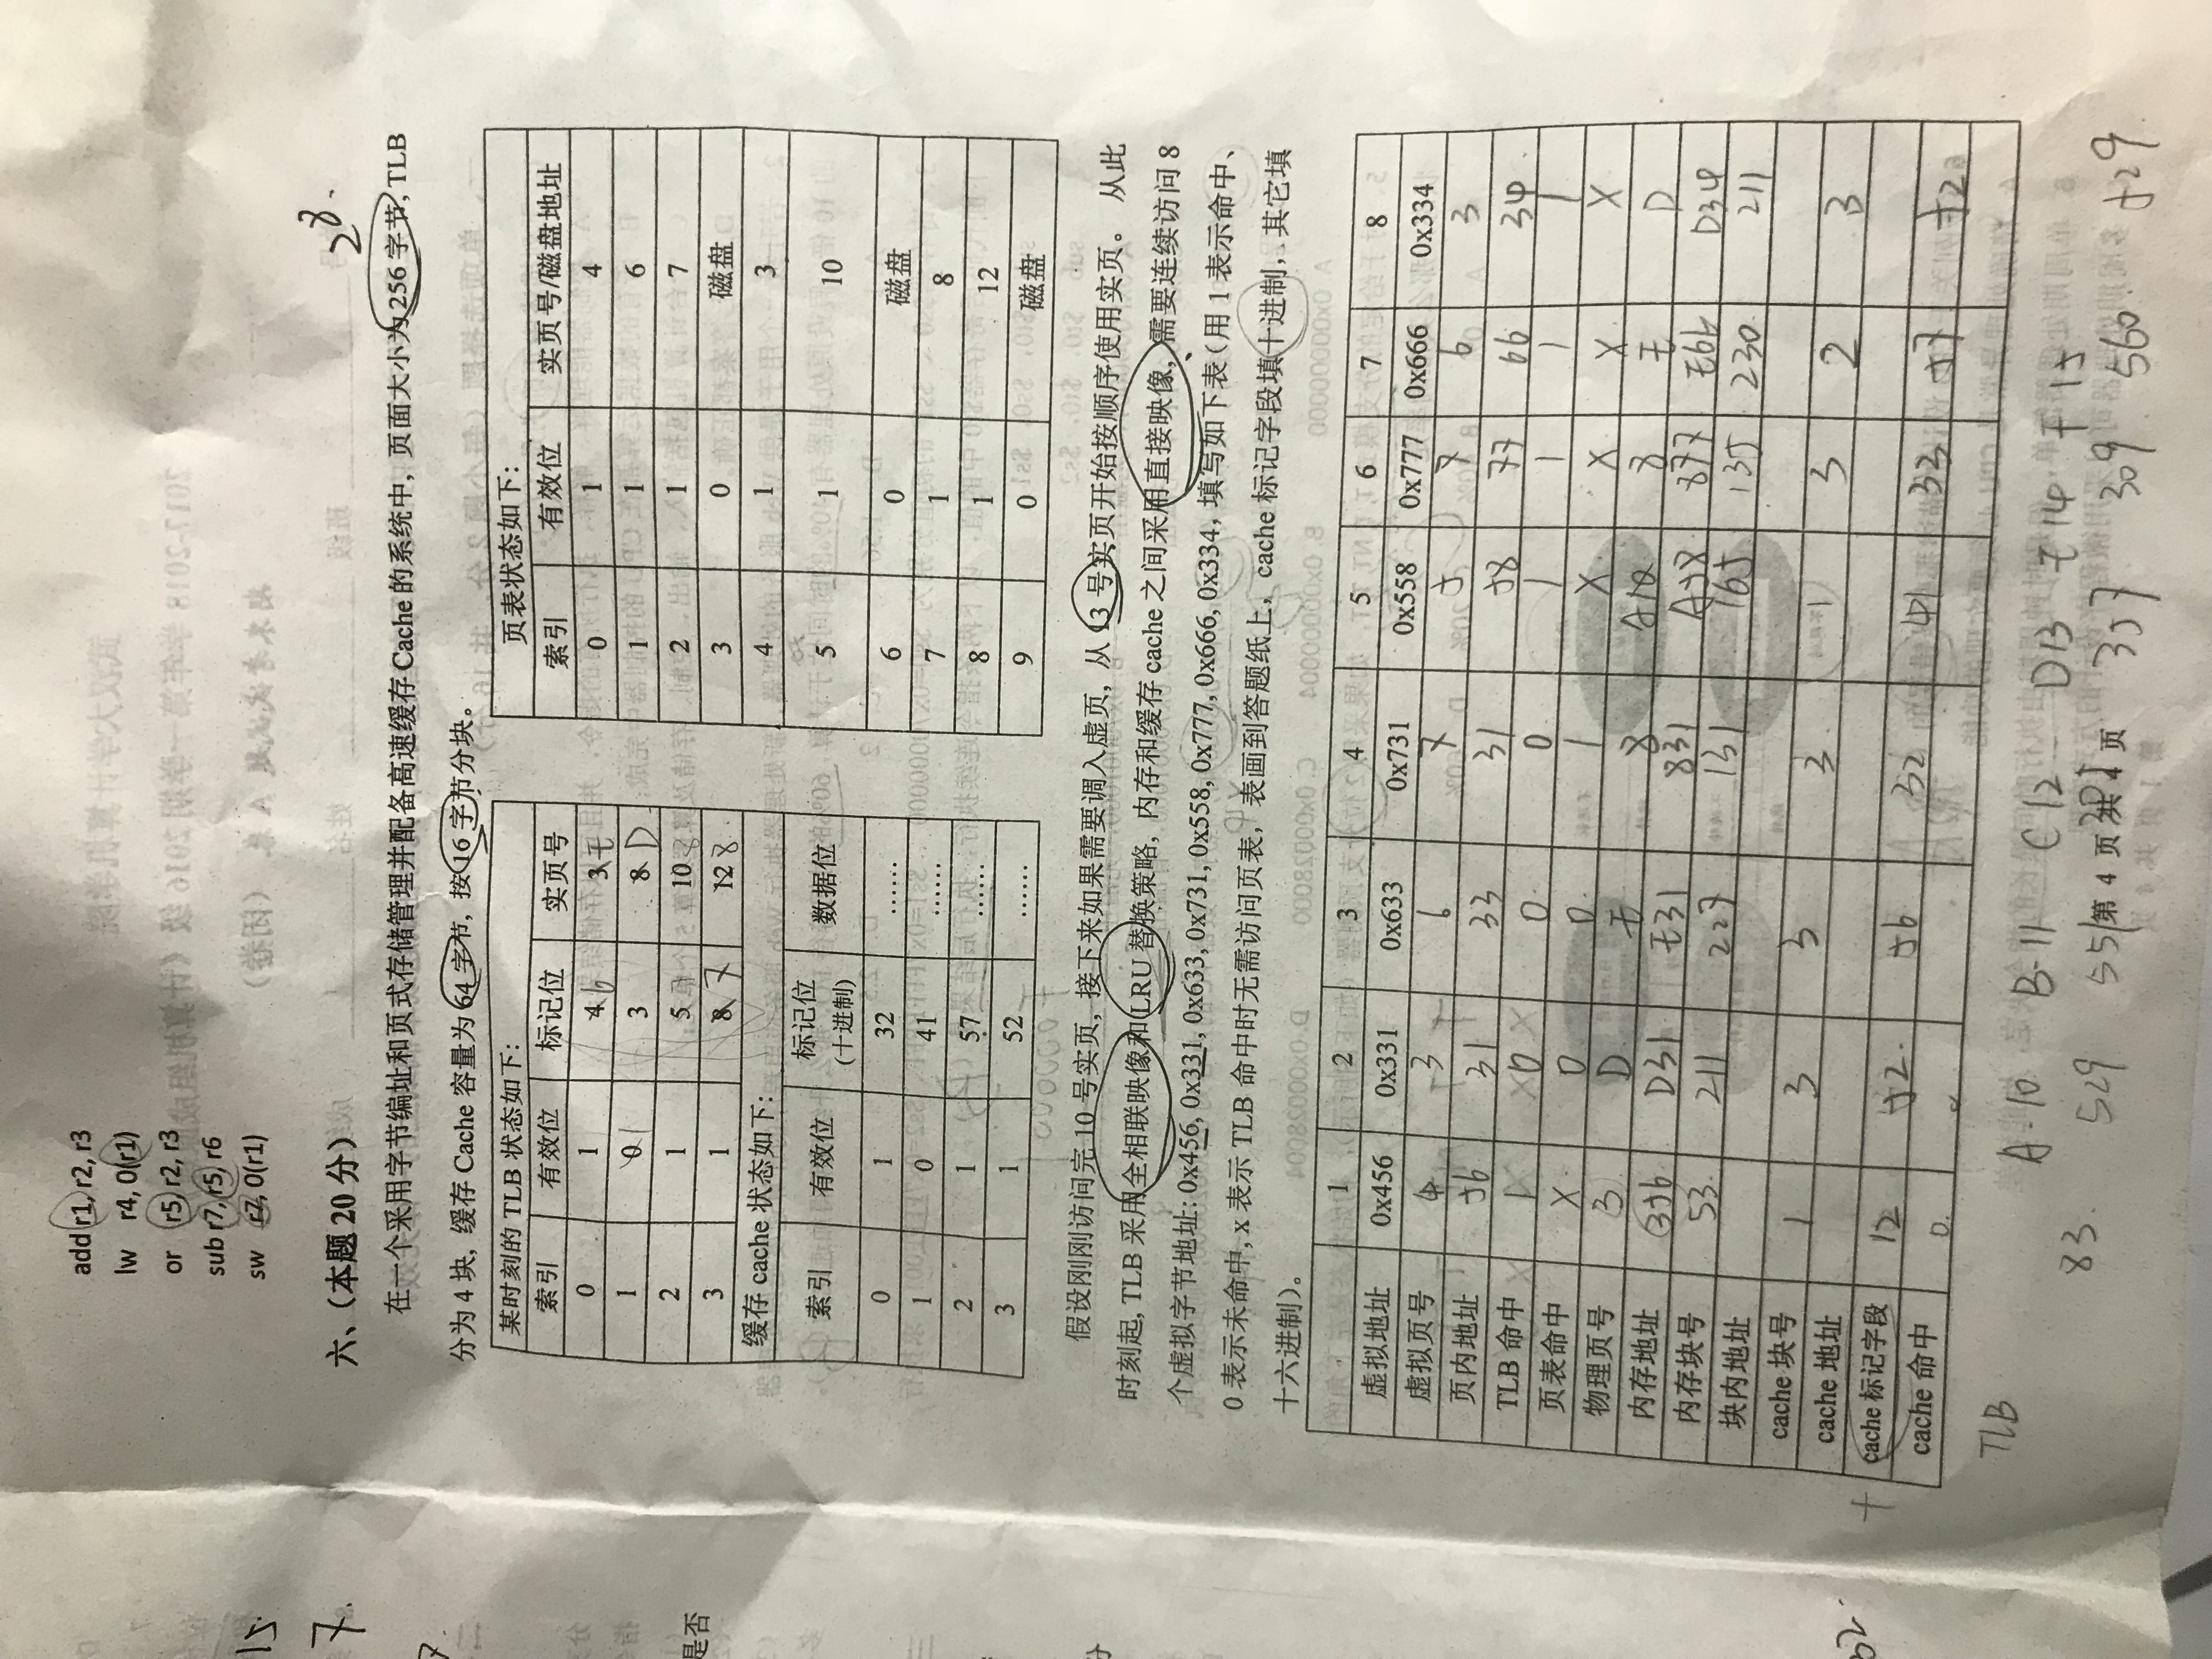 add r1, r2, r3
lw r4, 0(r1)
or r5, r2, r3
sub r7, r5, r6
sw r7, 0(r1)
15
7.
是否
六、（本题 20 分）
2^8.
在一个采用字节编址和页式存储管理并配备高速缓存 Cache 的系统中, 页面大小为 256 字节, TLB
分为 4 块, 缓存 Cache 容量为 64 字节, 按 16 字节分块。
某时刻的 TLB 状态如下:
索引 有效位 标记位 实页号
0 1 4 6 3 E
1 0 1 3 8 D
2 1 5 10
3 1 8 7 12 8
缓存 cache 状态如下:
索引 有效位 标记位 (十进制) 数据位
0 1 32 ……
1 0 41 ……
2 1 57 ……
3 1 52 ……
页表状态如下:
索引 有效位 实页号/磁盘地址
0 1 4
1 1 6
2 1 7
3 0 磁盘
4 1 3
5 1 10
6 0 磁盘
7 1 8
8 1 12
9 0 磁盘
假设刚刚访问完 10 号实页, 接下来如果需要调入虚页, 从 13 号实页开始按顺序使用实页。 从此
时刻起, TLB 采用全相联映像和 LRU 替换策略, 内存和缓存 cache 之间采用直接映像, 需要连续访问 8
个虚拟字节地址: 0x456, 0x331, 0x633, 0x731, 0x558, 0x777, 0x666, 0x334, 填写如下表（用 1 表示命中、
0 表示未命中, x 表示 TLB 命中时无需访问页表, 表画到答题纸上, cache 标记字段填十进制, 其它填
十六进制）。
1 2 3 4 5 6 7 8
虚拟地址 0x456 0x331 0x633 0x731 0x558 0x777 0x666 0x334
虚拟页号 4 3 6 7 5 7 6 3
页内地址 56 31 33 31 58 77 66 34
TLB 命中 1 0 0 0 1 1 1 1
页表命中 X 0 0 1 X X X X
物理页号 3 D E 8 A10 8 E D
内存地址 356 D31 E31 831 A58 877 E66 D34
内存块号 53 211 227 131 165 135 230 211
块内地址
cache 块号 1 3 3 3 1 3 2 3
cache 地址
cache 标记字段 12 52 56 32 41 33 57 52
cache 命中 0
TLB
A-10 B-11 C12 D13 E14 F15
83. 529 551 357 309 560 529
第 4 页 共 4 页